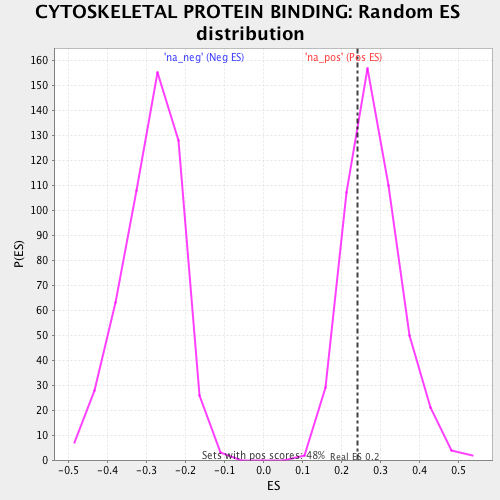 CYTOSKELETAL PROTEIN BINDING: Random ES
distribution
'na_neg' (Neg ES)
'na_pos' (Pos ES)
160
150
140
130
120
110
100
90
80
70
60
50
40
30
20
10
0
P(ES)
Sets with pos scores: 48%
Real ES 0.2
-0.5 -0.4 -0.3 -0.2 -0.1 0.0 0.1 0.2 0.3 0.4 0.5
ES